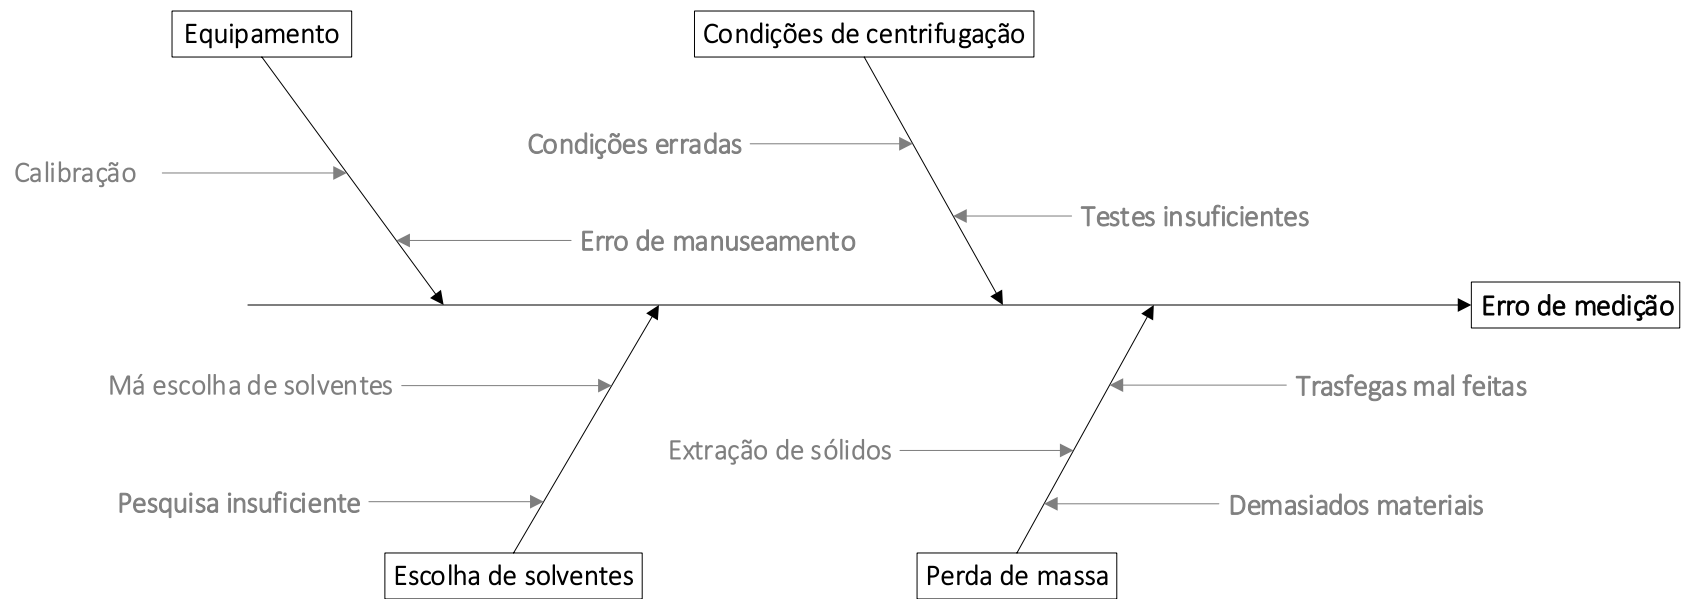 Equipamento
Condições de centrifugação
Condições erradas
Calibração
Testes insuficientes
Erro de manuseamento
Erro de medição
Má escolha de solventes
Trasfegas mal feitas
Extração de sólidos
Pesquisa insuficiente
Demasiados materiais
Escolha de solventes
Perda de massa